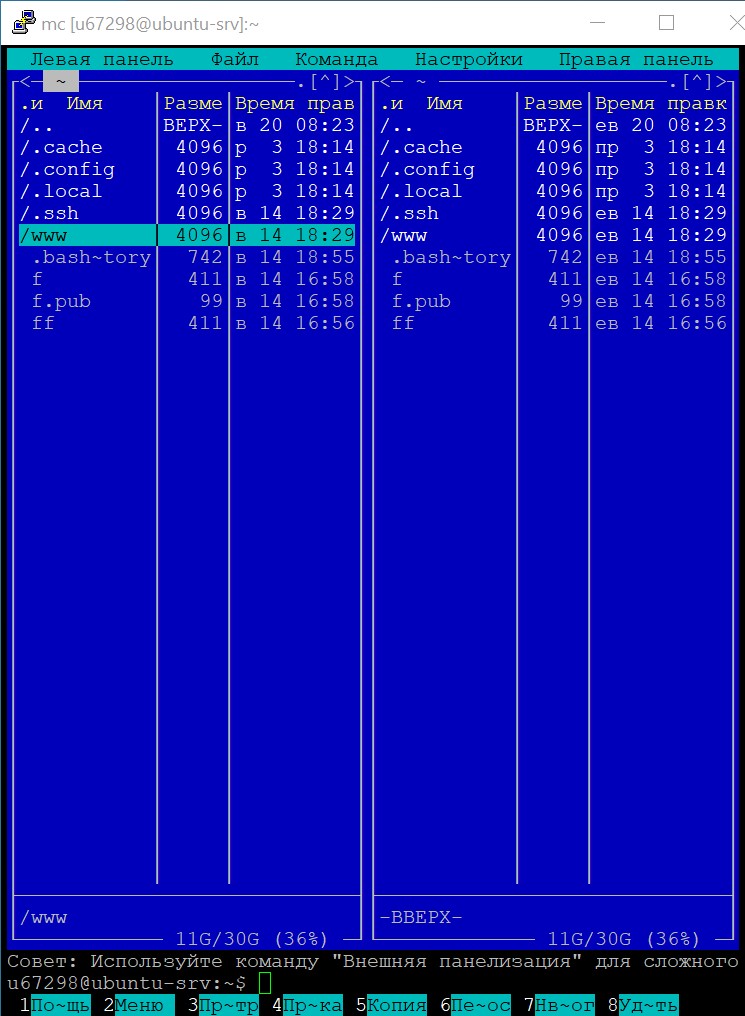 mc [u67298@ubuntu-srv]:~
Левая панель Файл Команда Настройки Правая панель
<─ ~ ─.[^]> <─ ~ ─.[^]>
.и Имя Разме Время прав .и Имя Разме Время правк
/.. ВЕРХ- в 20 08:23 /.. ВЕРХ- ев 20 08:23
/.cache 4096 р 3 18:14 /.cache 4096 пр 3 18:14
/.config 4096 р 3 18:14 /.config 4096 пр 3 18:14
/.local 4096 р 3 18:14 /.local 4096 пр 3 18:14
/.ssh 4096 в 14 18:29 /.ssh 4096 ев 14 18:29
/www 4096 в 14 18:29 /www 4096 ев 14 18:29
.bash~tory 742 в 14 18:55 .bash~tory 742 ев 14 18:55
f 411 в 14 16:58 f 411 ев 14 16:58
f.pub 99 в 14 16:58 f.pub 99 ев 14 16:58
ff 411 в 14 16:56 ff 411 ев 14 16:56
/www -ВВЕРХ-
11G/30G (36%) 11G/30G (36%)
Совет: Используйте команду "Внешняя панелизация" для сложного
u67298@ubuntu-srv:~$
1По~щь 2Меню 3Пр~тр 4Пр~ка 5Копия 6Пе~ос 7Нв~ог 8Уд~ть